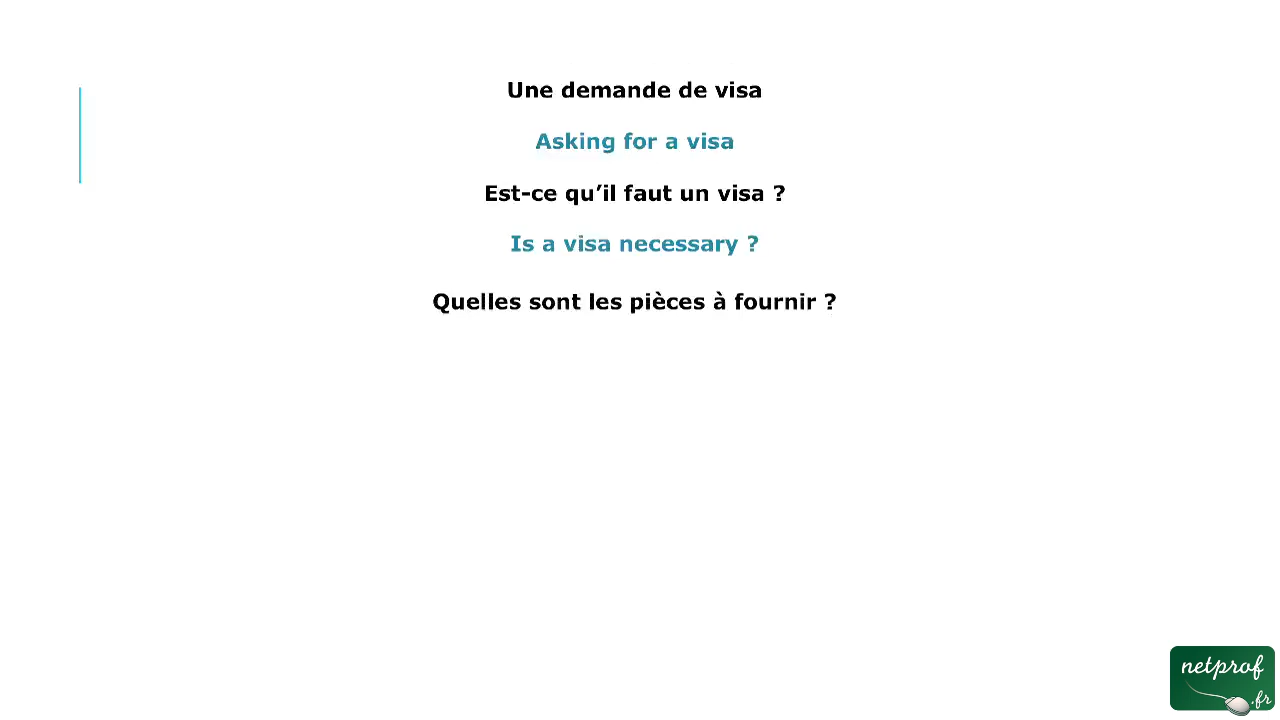 Une demande de visa
Asking for a visa
Est-ce qu’il faut un visa ?
Is a visa necessary ?
Quelles sont les pièces à fournir ?
netprof
.fr